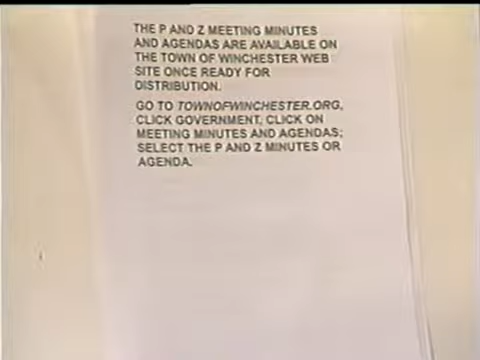 THE P AND Z MEETING MINUTES
AND AGENDAS ARE AVAILABLE ON
THE TOWN OF WINCHESTER WEB
SITE ONCE READY FOR
DISTRIBUTION.
GO TO TOWNOFWINCHESTER.ORG,
CLICK GOVERNMENT, CLICK ON
MEETING MINUTES AND AGENDAS;
SELECT THE P AND Z MINUTES OR
AGENDA.